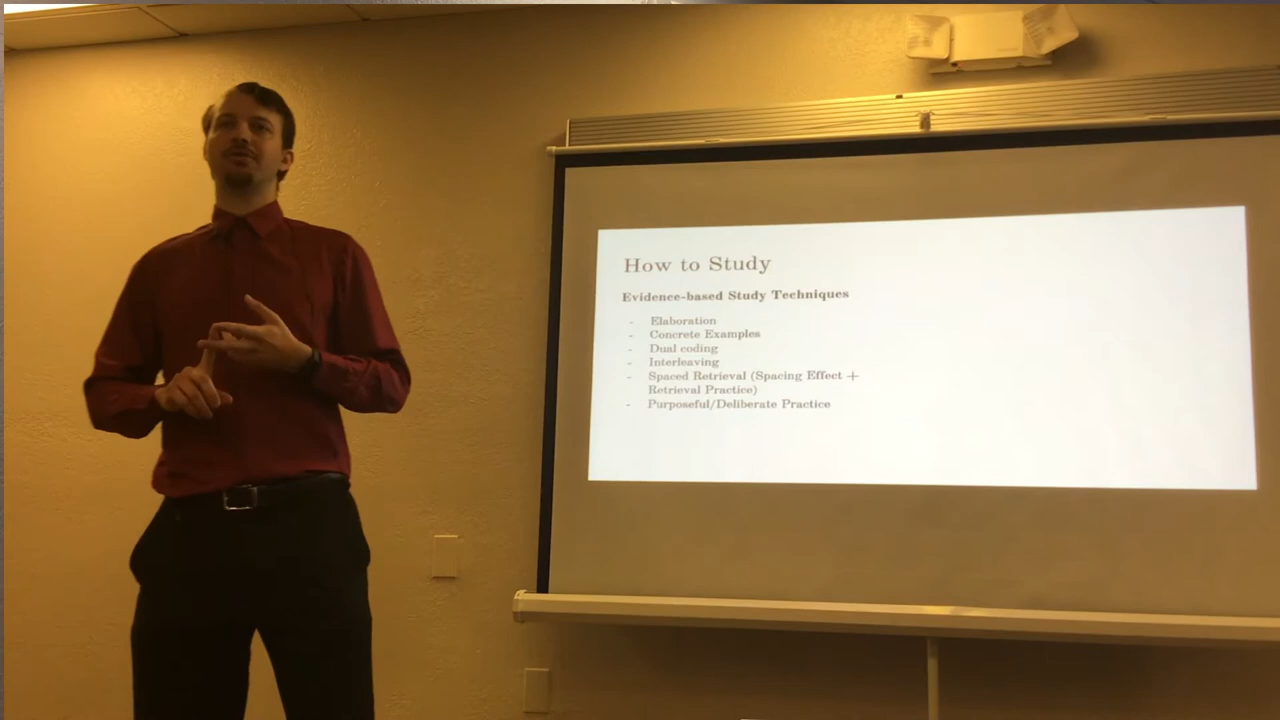 How to Study
Evidence-based Study Techniques
- Elaboration
- Concrete Examples
- Dual coding
- Interleaving
- Spaced Retrieval (Spacing Effect +
Retrieval Practice)
- Purposeful/Deliberate Practice